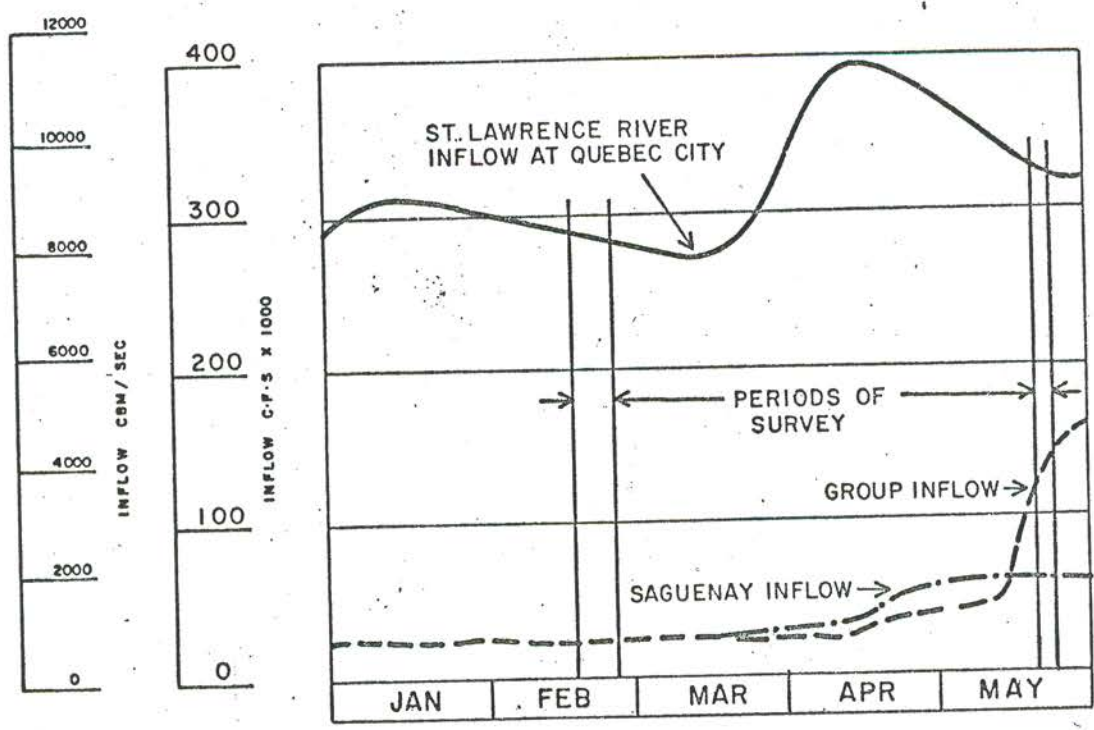 12000
10000
8000
6000
4000
2000
0
INFLOW CBM/SEC
400
300
200
100
0
INFLOW C·F·S X 1000
ST. LAWRENCE RIVER
INFLOW AT QUEBEC CITY
PERIODS OF
SURVEY
GROUP INFLOW
SAGUENAY INFLOW
JAN FEB MAR APR MAY